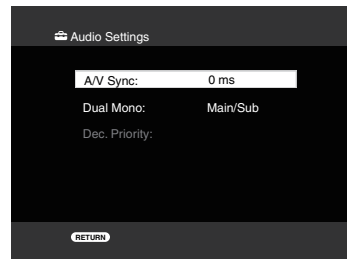 Audio Settings
A/V Sync: 0 ms
Dual Mono: Main/Sub
Dec. Priority:
RETURN